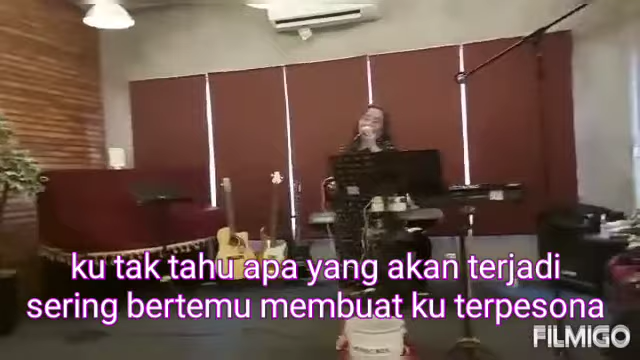 ku tak tahu apa yang akan terjadi
sering bertemu membuat ku terpesona
FILMIGO